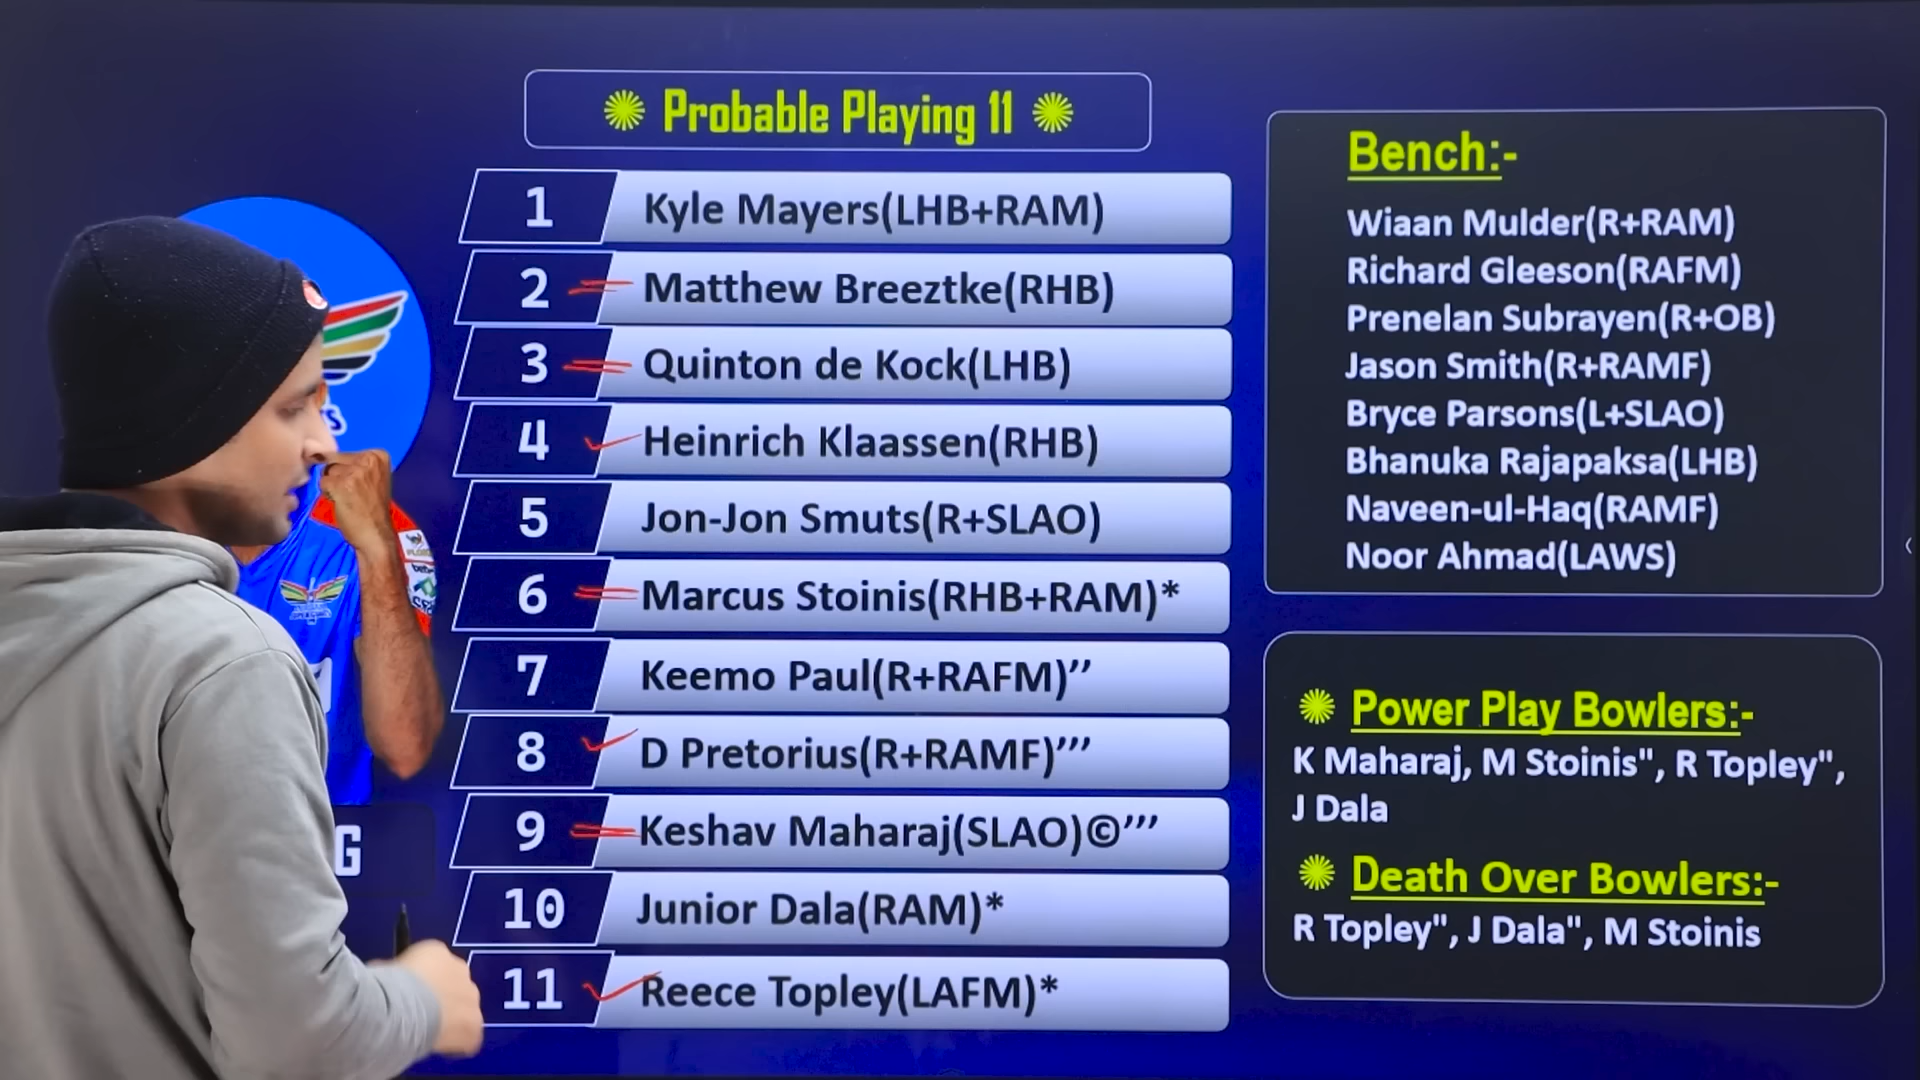 Probable Playing 11
1 Kyle Mayers(LHB+RAM)
2 Matthew Breeztke(RHB)
3 Quinton de Kock(LHB)
4 Heinrich Klaassen(RHB)
5 Jon-Jon Smuts(R+SLAO)
6 Marcus Stoinis(RHB+RAM)*
7 Keemo Paul(R+RAFM)’’
8 D Pretorius(R+RAMF)’’’
9 Keshav Maharaj(SLAO)©’’’
10 Junior Dala(RAM)*
11 Reece Topley(LAFM)*
G
Bench:-
Wiaan Mulder(R+RAM)
Richard Gleeson(RAFM)
Prenelan Subrayen(R+OB)
Jason Smith(R+RAMF)
Bryce Parsons(L+SLAO)
Bhanuka Rajapaksa(LHB)
Naveen-ul-Haq(RAMF)
Noor Ahmad(LAWS)
Power Play Bowlers:-
K Maharaj, M Stoinis", R Topley",
J Dala
Death Over Bowlers:-
R Topley", J Dala", M Stoinis